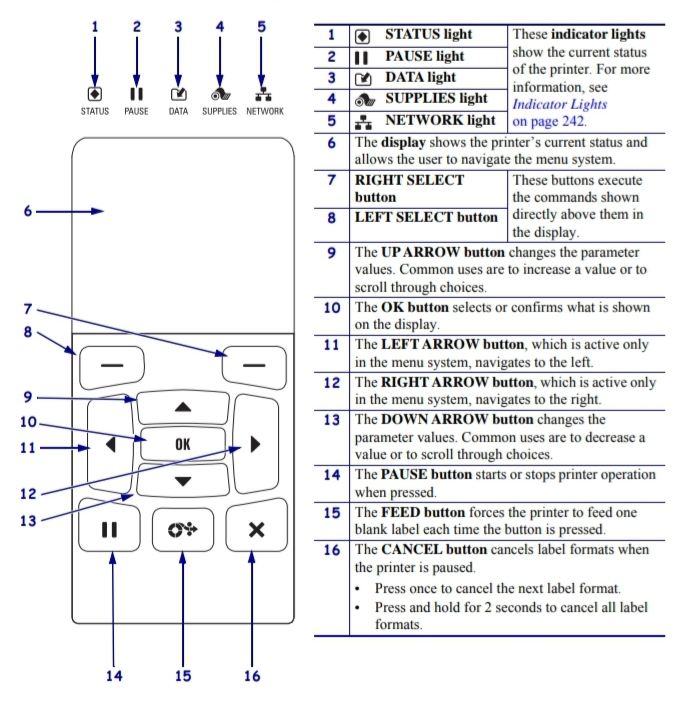 1 2 3 4 5
STATUS PAUSE DATA SUPPLIES NETWORK
6
7
8
9
10
OK
11
12
13
14 15 16
1 STATUS light
2 PAUSE light
3 DATA light
4 SUPPLIES light
5 NETWORK light
These indicator lights
show the current status
of the printer. For more
information, see
Indicator Lights
on page 242.
6 The display shows the printer's current status and
allows the user to navigate the menu system.
7 RIGHT SELECT
button
8 LEFT SELECT button
These buttons execute
the commands shown
directly above them in
the display.
9 The UP ARROW button changes the parameter
values. Common uses are to increase a value or to
scroll through choices.
10 The OK button selects or confirms what is shown
on the display.
11 The LEFT ARROW button, which is active only
in the menu system, navigates to the left.
12 The RIGHT ARROW button, which is active only
in the menu system, navigates to the right.
13 The DOWN ARROW button changes the
parameter values. Common uses are to decrease a
value or to scroll through choices.
14 The PAUSE button starts or stops printer operation
when pressed.
15 The FEED button forces the printer to feed one
blank label each time the button is pressed.
16 The CANCEL button cancels label formats when
the printer is paused.
• Press once to cancel the next label format.
• Press and hold for 2 seconds to cancel all label
formats.